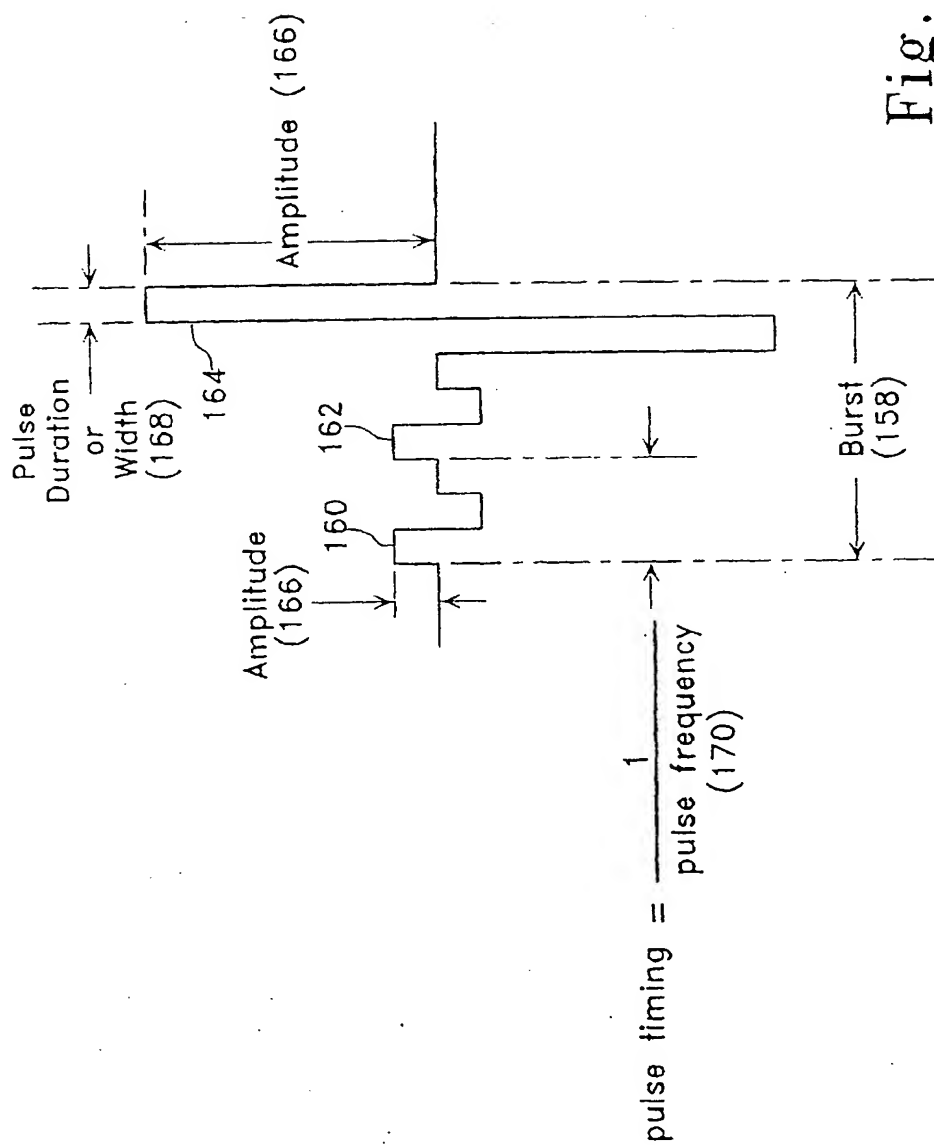 Pulse
Duration
or
Width
(168)
164
Amplitude (166)
Amplitude
(166)
160
162
Burst
(158)
pulse timing =
1
pulse frequency
(170)
Fig.